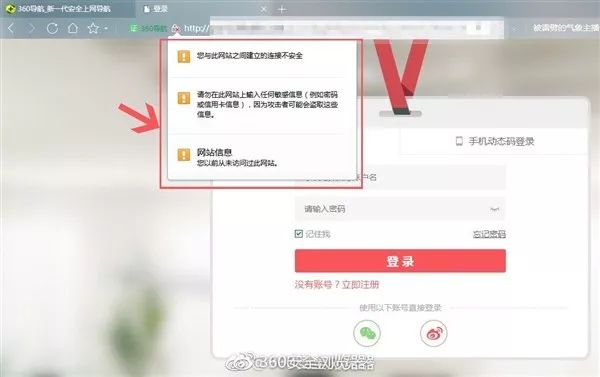 360导航_新一代安全上网导航
登录
360导航
http://
被雷劈的气象主播
您与此网站之间建立的连接不安全
请勿在此网站上输入任何敏感信息（例如密码
或信用卡信息），因为攻击者可能会盗取这些
信息。
网站信息
您以前从未访问过此网站。
手机动态码登录
户名
请输入密码
记住我
忘记密码
登录
没有账号？立即注册
使用以下账号直接登录
@360安全浏览器